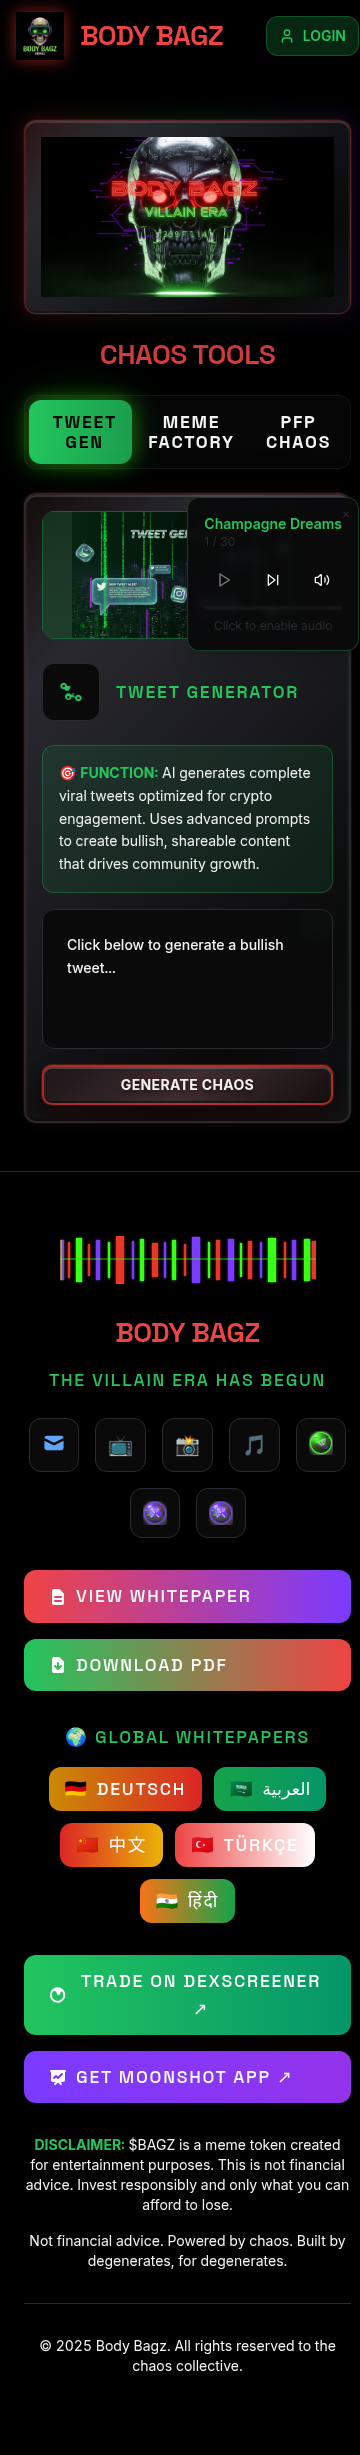 BODY BAGZ
BODY BAGZ
LOGIN
BODY BAGZ
VILLAIN ERA
CHAOS TOOLS
TWEET
GEN
MEME
FACTORY
PFP
CHAOS
TWEET GE
Champagne Dreams
×
1 / 30
Click to enable audio
TWEET GENERATOR
🎯 FUNCTION: AI generates complete
viral tweets optimized for crypto
engagement. Uses advanced prompts
to create bullish, shareable content
that drives community growth.
Click below to generate a bullish
tweet...
GENERATE CHAOS
BODY BAGZ
THE VILLAIN ERA HAS BEGUN
VIEW WHITEPAPER
DOWNLOAD PDF
🌍 GLOBAL WHITEPAPERS
🇩🇪 DEUTSCH
🇸🇦 العربية
🇨🇳 中文
🇹🇷 TÜRKÇE
🇮🇳 हिंदी
TRADE ON DEXSCREENER
↗
GET MOONSHOT APP ↗
DISCLAIMER: $BAGZ is a meme token created
for entertainment purposes. This is not financial
advice. Invest responsibly and only what you can
afford to lose.
Not financial advice. Powered by chaos. Built by
degenerates, for degenerates.
© 2025 Body Bagz. All rights reserved to the
chaos collective.